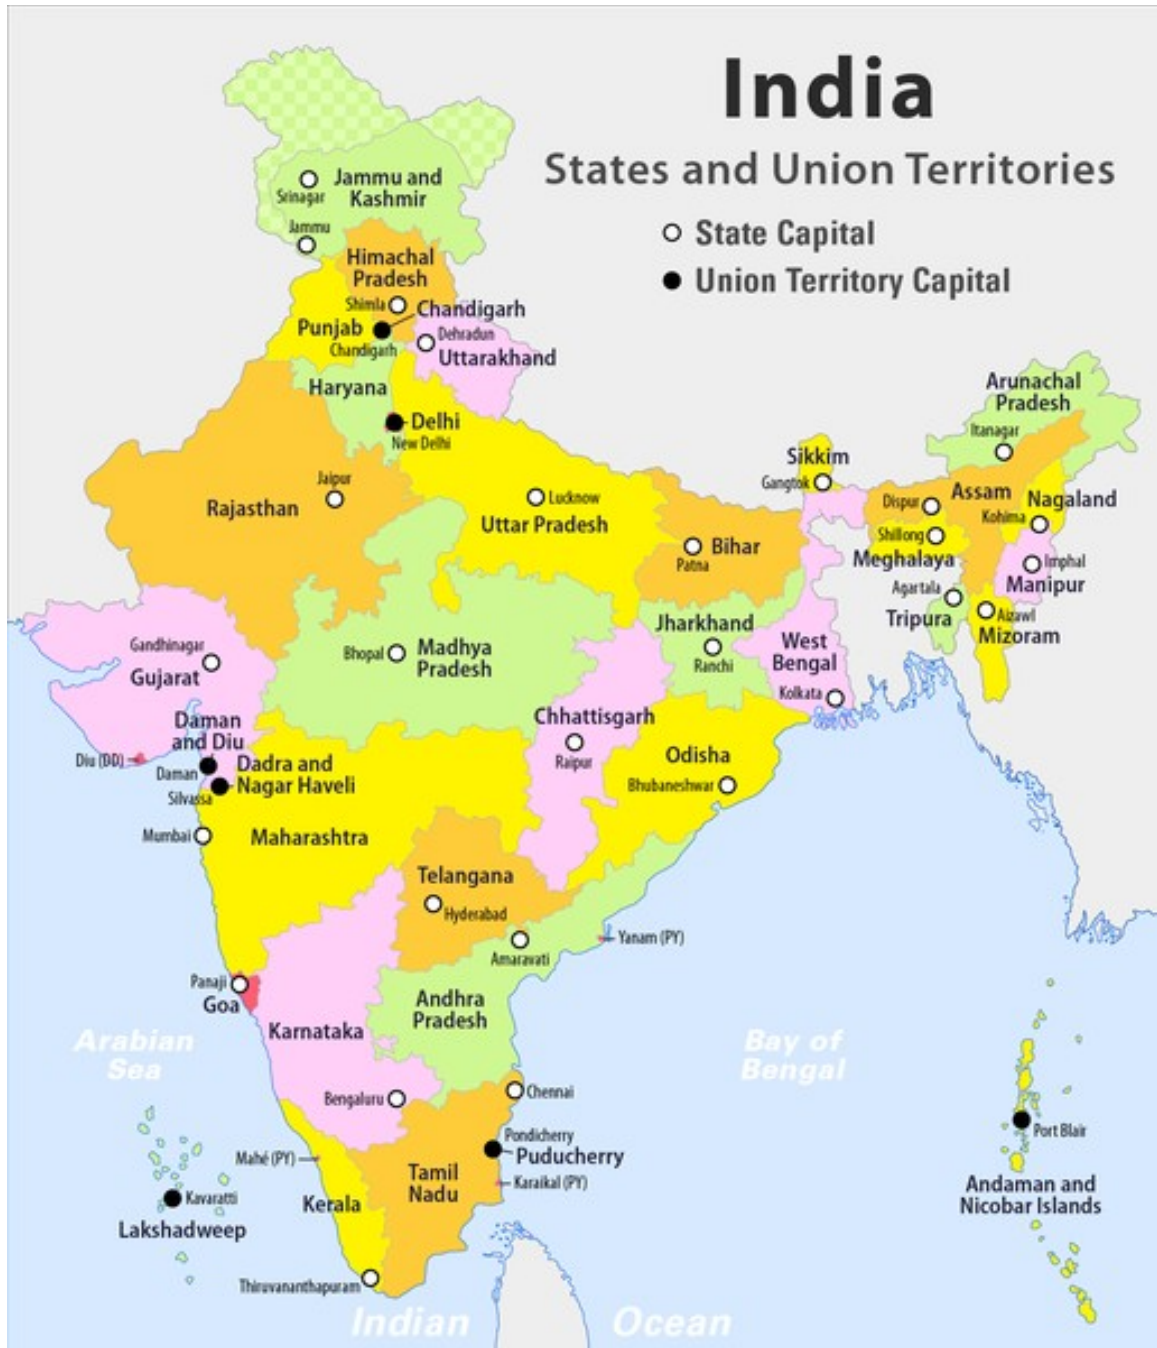 India
States and Union Territories
State Capital
Union Territory Capital
Jammu and
Kashmir
Srinagar
Jammu
Himachal
Pradesh
Shimla
Chandigarh
Punjab
Chandigarh
Dehradun
Uttarakhand
Haryana
Delhi
New Delhi
Arunachal
Pradesh
Itanagar
Sikkim
Gangtok
Jaipur
Rajasthan
Lucknow
Uttar Pradesh
Dispur
Assam
Nagaland
Kohima
Shillong
Meghalaya
Imphal
Manipur
Bihar
Patna
Agartala
Tripura
Aizawl
Mizoram
Jharkhand
Ranchi
West
Bengal
Kolkata
Gandhinagar
Gujarat
Bhopal
Madhya
Pradesh
Chhattisgarh
Raipur
Odisha
Bhubaneshwar
Daman
and Diu
Diu (DD)
Daman
Dadra and
Nagar Haveli
Silvassa
Mumbai
Maharashtra
Telangana
Hyderabad
Yanam (PY)
Amaravati
Panaji
Goa
Andhra
Pradesh
Karnataka
Arabian
Sea
Bay of
Bengal
Bengaluru
Chennai
Pondicherry
Puducherry
Port Blair
Mahé (PY)
Tamil
Nadu
Karaikal (PY)
Kerala
Kavaratti
Lakshadweep
Andaman and
Nicobar Islands
Thiruvananthapuram
Indian Ocean